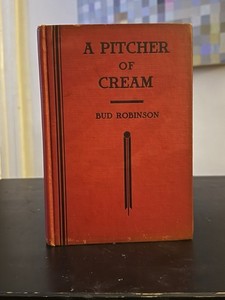 A PITCHER
OF
CREAM
BUD ROBINSON